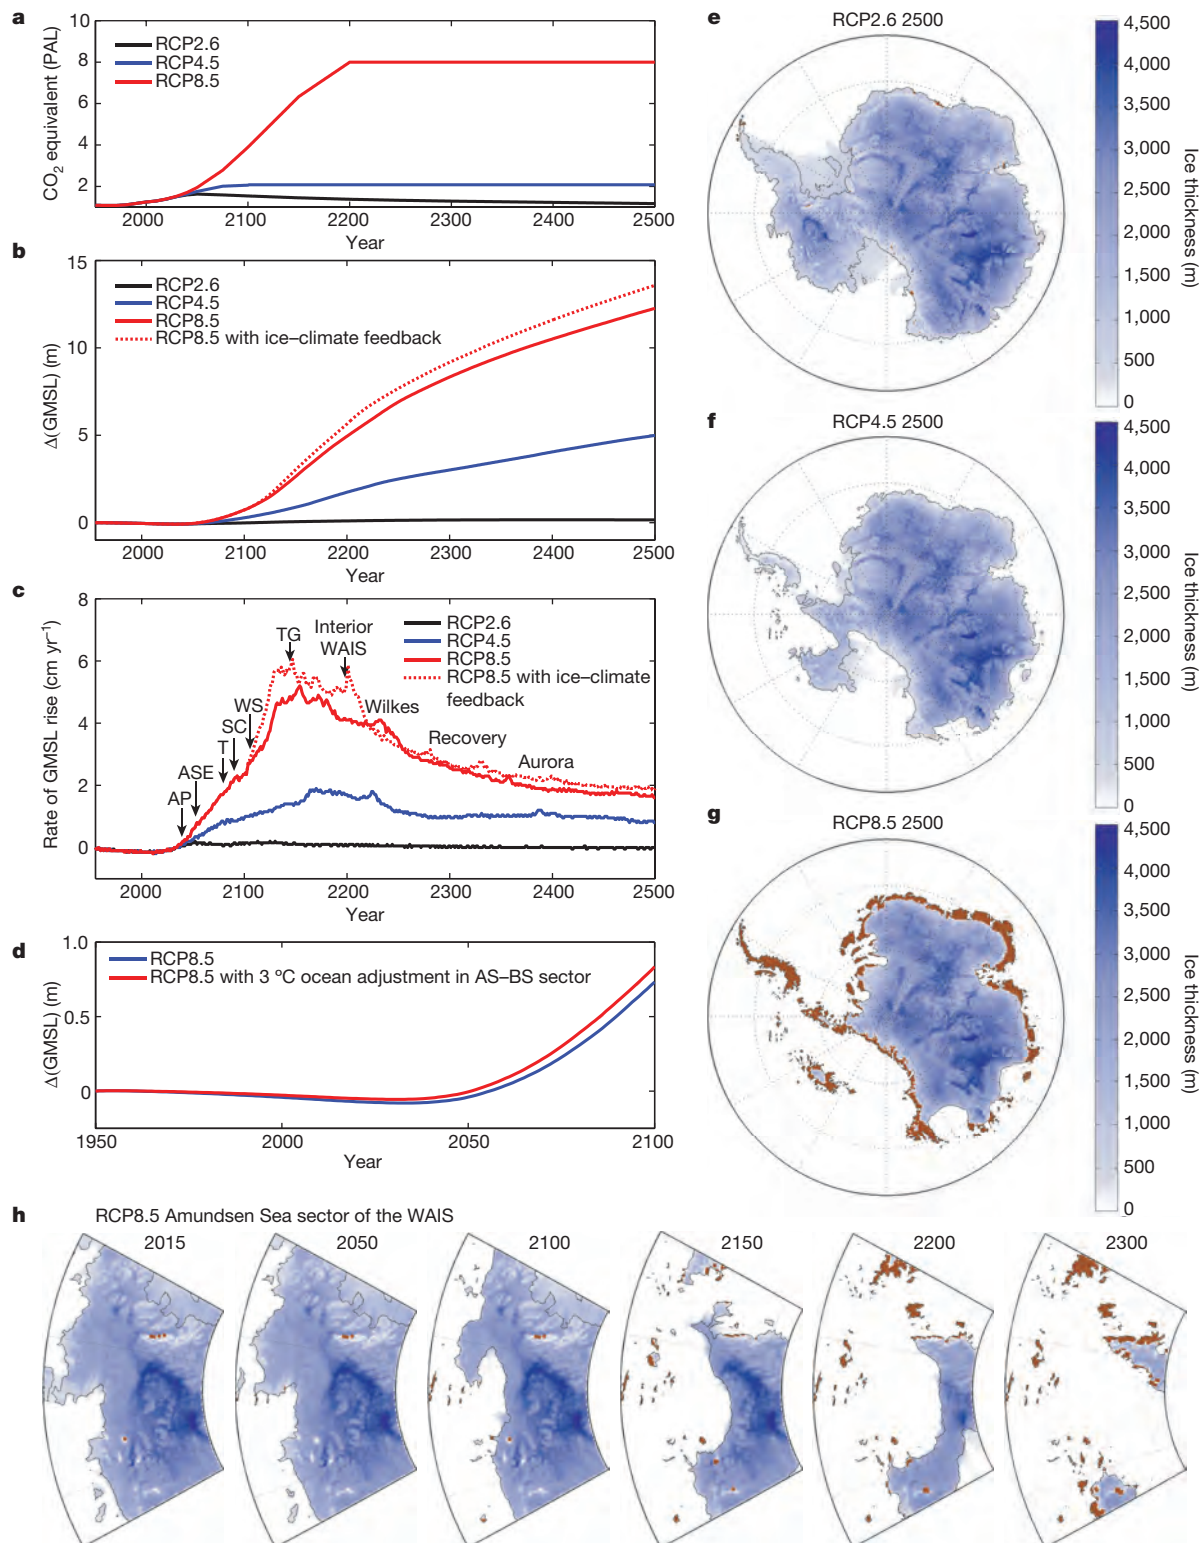 a
10
8
6
4
2
CO2 equivalent (PAL)
RCP2.6
RCP4.5
RCP8.5
2000 2100 2200 2300 2400 2500
Year
b
15
10
5
0
Δ(GMSL) (m)
RCP2.6
RCP4.5
RCP8.5
RCP8.5 with ice–climate feedback
2000 2100 2200 2300 2400 2500
Year
c
8
6
4
2
0
Rate of GMSL rise (cm yr⁻¹)
AP
ASE
T
SC
WS
TG
Interior
WAIS
Wilkes
Recovery
Aurora
RCP2.6
RCP4.5
RCP8.5
RCP8.5 with ice–climate
feedback
2000 2100 2200 2300 2400 2500
Year
d
1.0
0.5
0
Δ(GMSL) (m)
RCP8.5
RCP8.5 with 3 °C ocean adjustment in AS–BS sector
1950 2000 2050 2100
Year
e
RCP2.6 2500
4,500
4,000
3,500
3,000
2,500
2,000
1,500
1,000
500
0
Ice thickness (m)
f
RCP4.5 2500
4,500
4,000
3,500
3,000
2,500
2,000
1,500
1,000
500
0
Ice thickness (m)
g
RCP8.5 2500
4,500
4,000
3,500
3,000
2,500
2,000
1,500
1,000
500
0
Ice thickness (m)
h
RCP8.5 Amundsen Sea sector of the WAIS
2015 2050 2100 2150 2200 2300